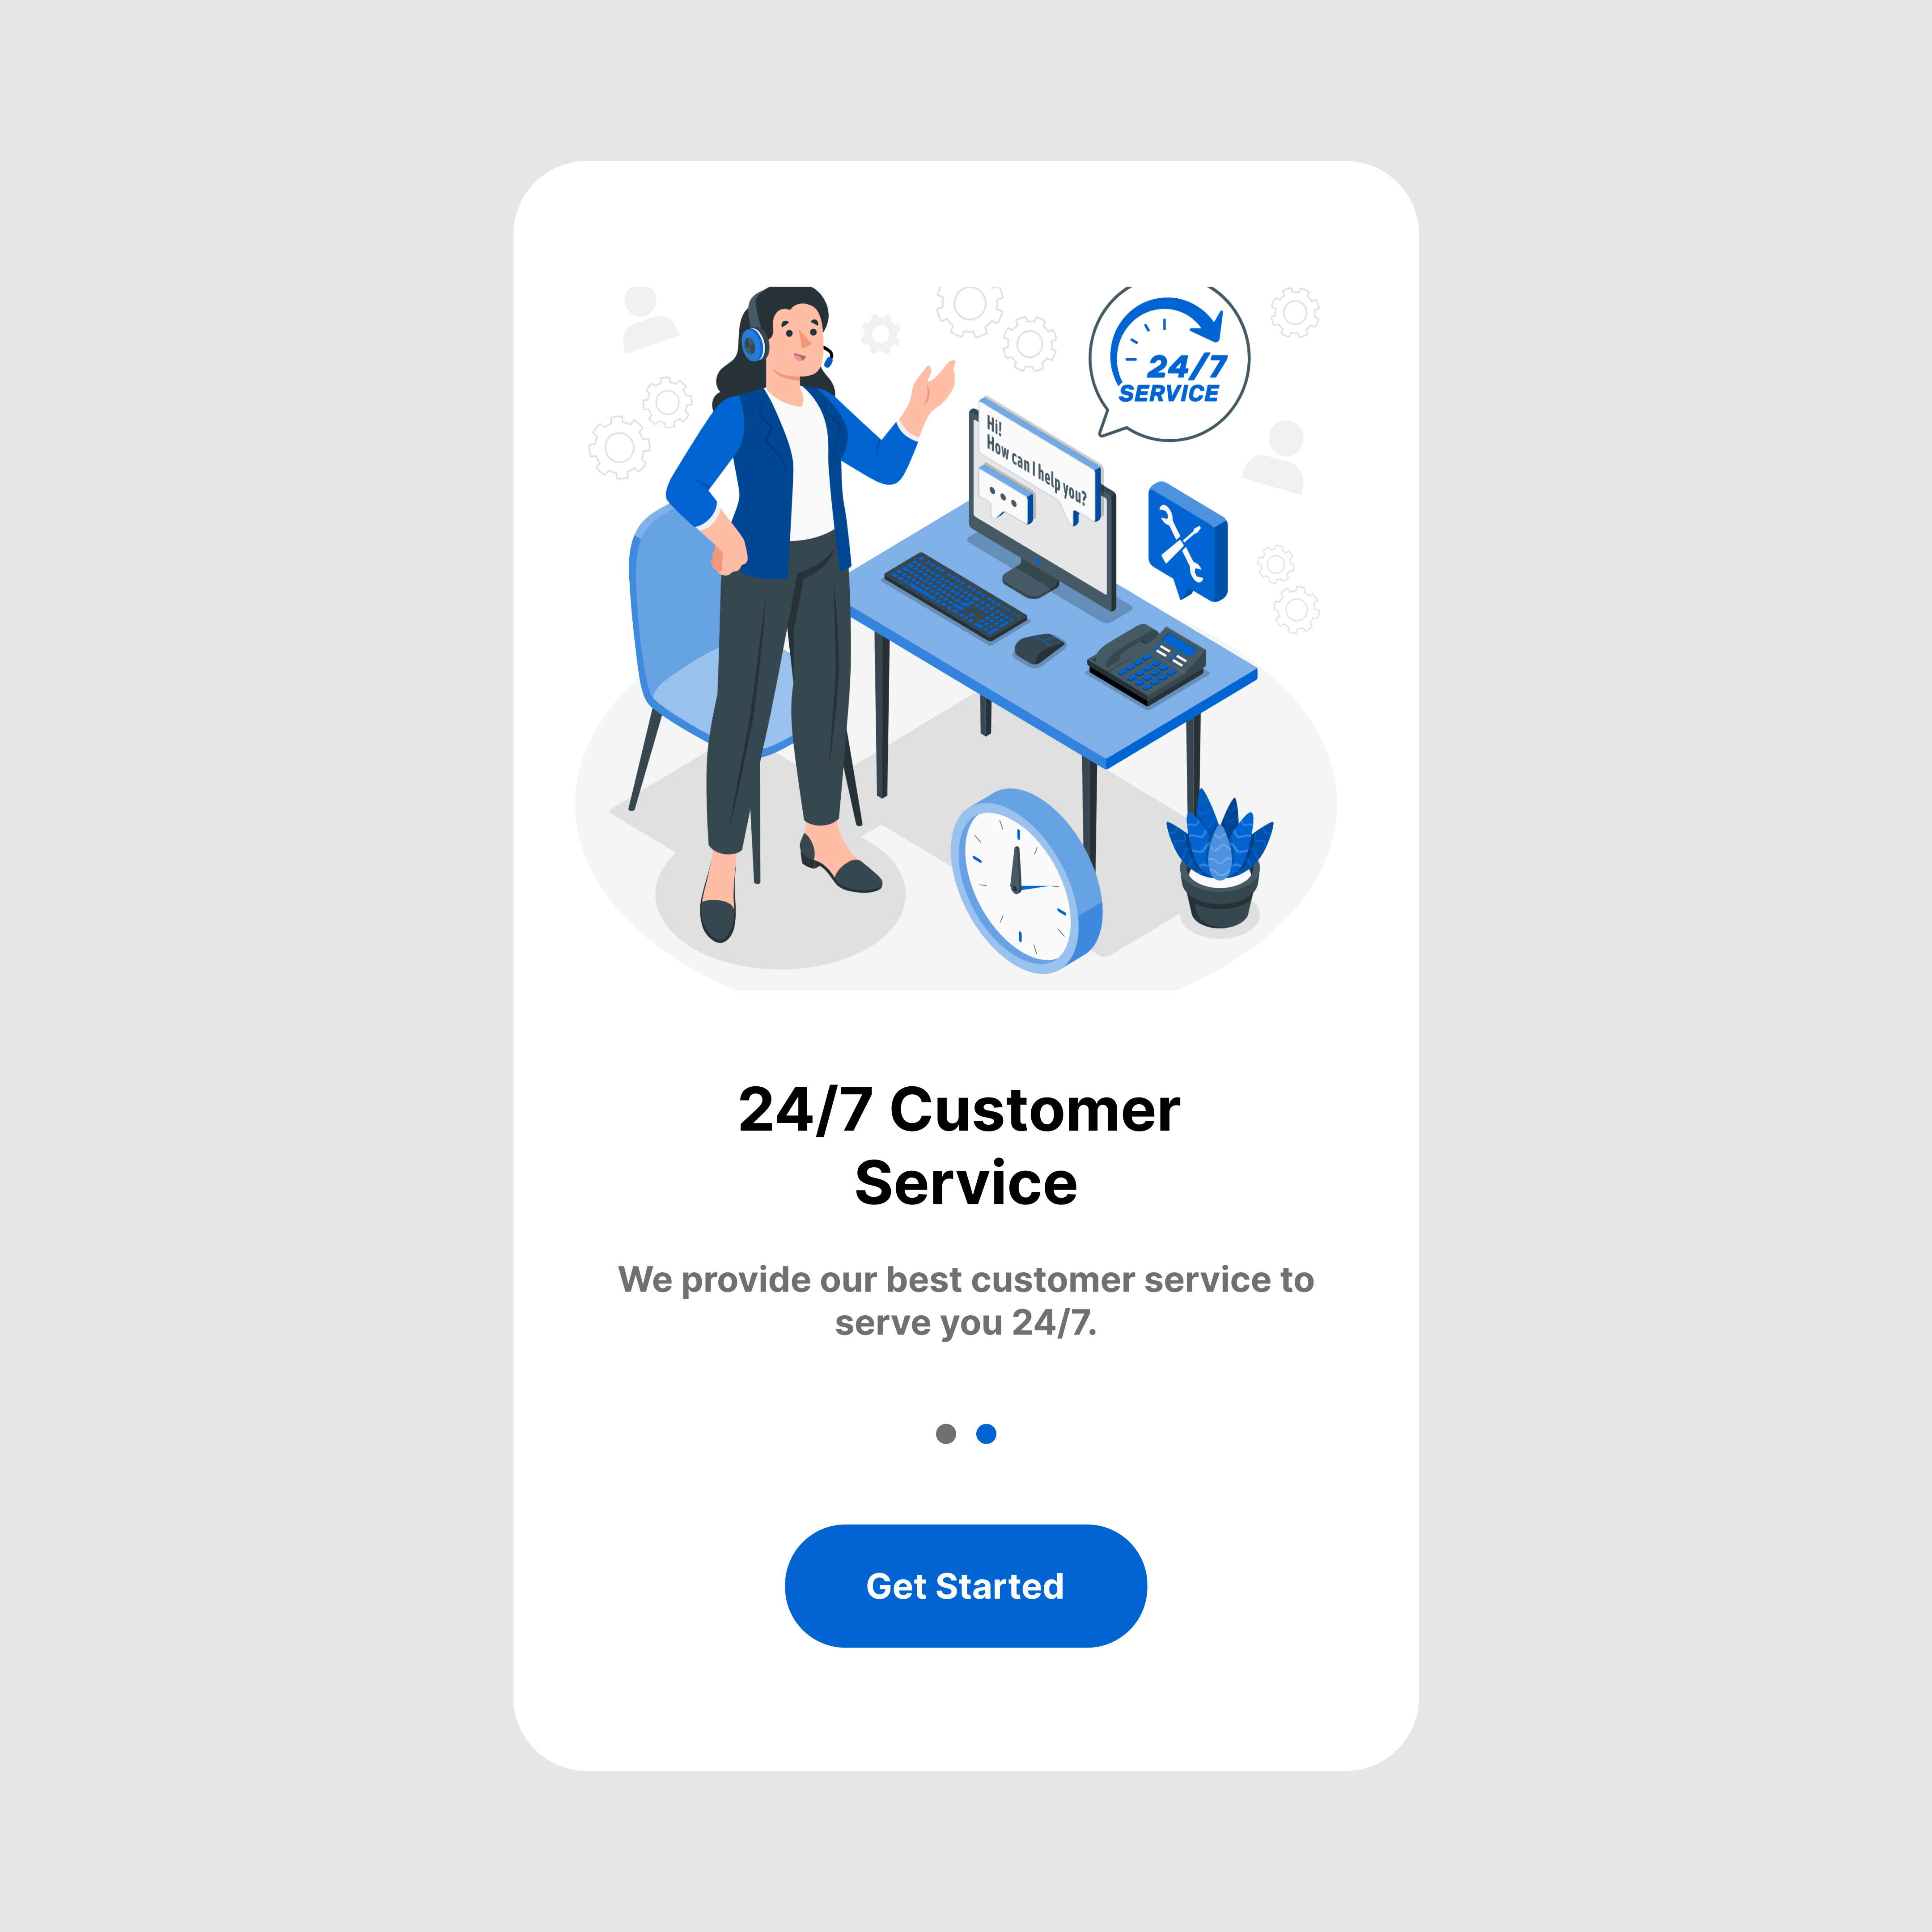 24/7
SERVICE
Hi!
How can I help you?
24/7 Customer
Service
We provide our best customer service to
serve you 24/7.
Get Started